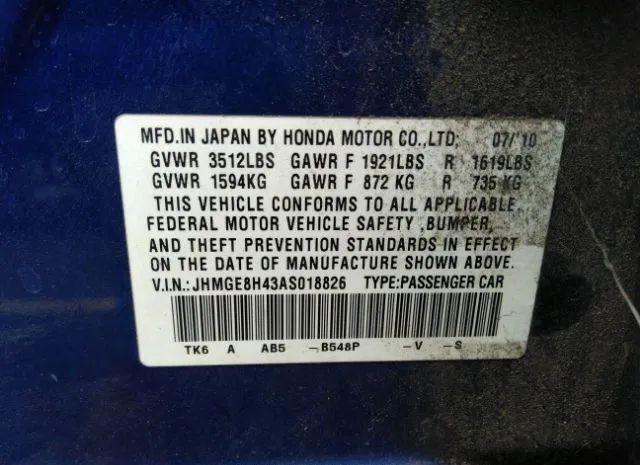 MFD.IN JAPAN BY HONDA MOTOR CO.,LTD: 07/'10
GVWR 3512LBS GAWR F 1921LBS R 1619LBS
GVWR 1594KG GAWR F 872 KG R 735 KG
THIS VEHICLE CONFORMS TO ALL APPLICABLE
FEDERAL MOTOR VEHICLE SAFETY ,BUMPER,
AND THEFT PREVENTION STANDARDS IN EFFECT
ON THE DATE OF MANUFACTURE SHOWN ABOVE.
V.I.N.: JHMGE8H43AS018826 TYPE:PASSENGER CAR
TK6 A AB5 -B548P -V -S